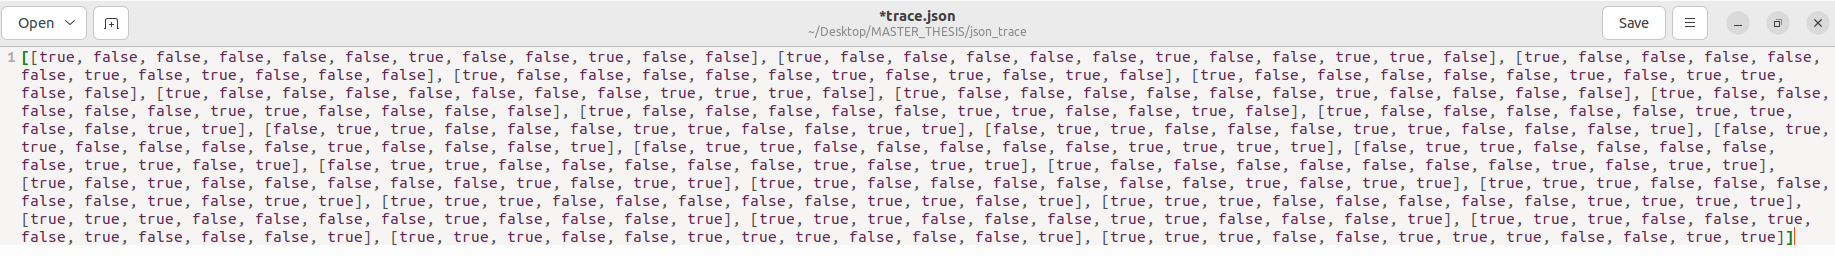 Open
*trace.json
~/Desktop/MASTER_THESIS/json_trace
Save
1 [[true, false, false, false, false, false, true, false, false, true, false, false], [true, false, false, false, false, false, true, false, false, true, true, false], [true, false, false, false, false,
false, true, false, true, false, false, false], [true, false, false, false, false, false, true, false, true, false, true, false], [true, false, false, false, false, false, true, false, true, true,
false, false], [true, false, false, false, false, false, false, false, true, true, true, false], [true, false, false, false, false, false, false, true, false, false, false, false], [true, false, false,
false, false, false, true, true, false, false, false, false], [true, false, false, false, false, false, true, true, false, false, true, false], [true, false, false, false, false, false, true, true,
false, false, true, true], [false, true, true, false, false, false, true, true, false, false, true, true], [false, true, true, false, false, false, true, true, false, false, false, true], [false, true,
true, false, false, false, false, true, false, false, false, true], [false, true, true, false, false, false, false, false, true, true, true, true], [false, true, true, false, false, false, false,
false, true, true, false, true], [false, true, true, false, false, false, false, false, true, false, true, true], [true, false, false, false, false, false, false, false, true, false, true, true],
[true, false, true, false, false, false, false, false, true, false, true, true], [true, true, false, false, false, false, false, false, true, false, true, true], [true, true, true, false, false, false,
false, false, true, false, true, true], [true, true, true, false, false, false, false, false, true, true, false, true], [true, true, true, false, false, false, false, false, true, true, true, true],
[true, true, true, false, false, false, false, true, false, false, false, true], [true, true, true, false, false, false, true, true, false, false, false, true], [true, true, true, false, false, true, true,
false, true, false, false, false, true], [true, true, true, false, false, true, true, true, false, false, false, true], [true, true, true, false, false, true, true, true, false, false, true, true]]